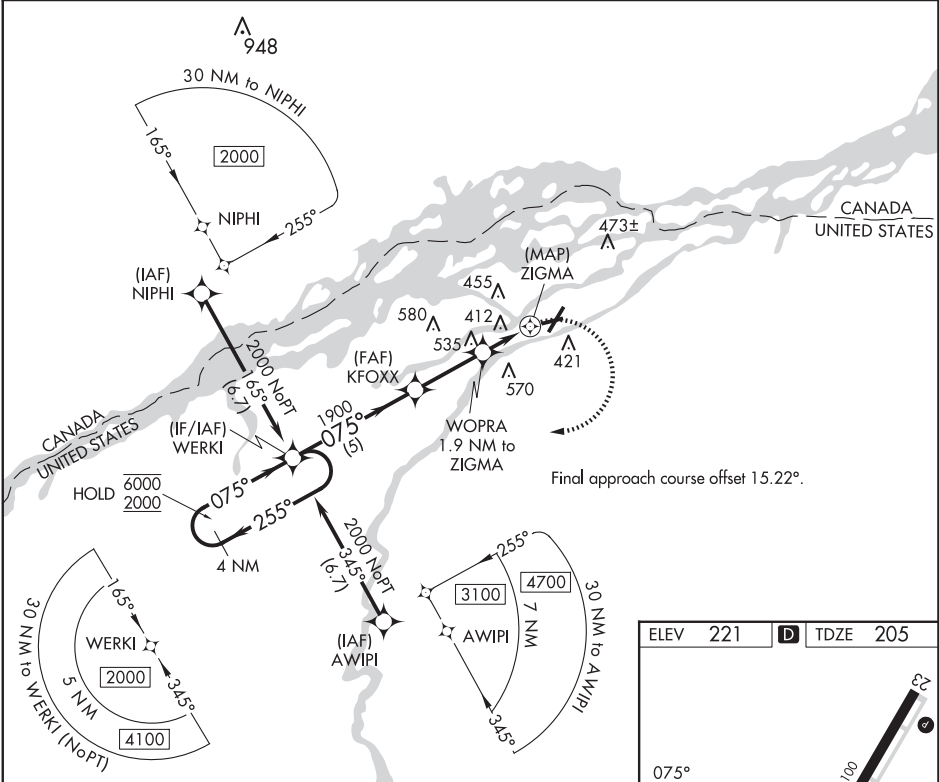 948
30 NM to NIPHI
165°
2000
NIPHI
255°
CANADA
UNITED STATES
473±
(MAP)
ZIGMA
(IAF)
NIPHI
455
580
412
535
421
570
2000 NoPT
165°
(6.7)
(FAF)
KFOXX
1900
075°
(5)
WOPRA
1.9 NM to
ZIGMA
CANADA
UNITED STATES
(IF/IAF)
WERKI
Final approach course offset 15.22°.
HOLD
6000
2000
075°
255°
4 NM
2000 NoPT
345°
(6.7)
(IAF)
AWIPI
165°
WERKI
2000
5 NM
4100
345°
30 NM to WERKI (NoPT)
255°
3100
4700
7 NM
AWIPI
345°
30 NM to AWIPI
ELEV 221
D
TDZE 205
23
P
100
075°